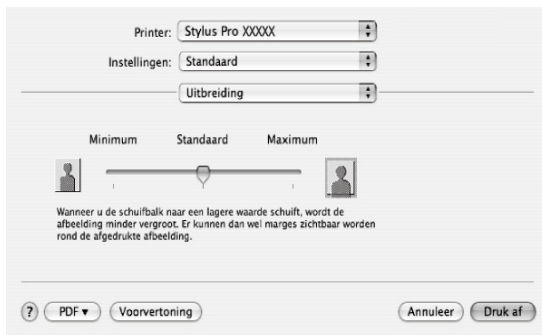 Printer: Stylus Pro XXXXX
Instellingen: Standaard
Uitbreiding
Minimum Standaard Maximum
Wanneer u de schuifbalk naar een lagere waarde schuift, wordt de
afbeelding minder vergroot. Er kunnen dan wel marges zichtbaar worden
rond de afgedrukte afbeelding.
? PDF ▼ Voorvertoning Annuleer Druk af